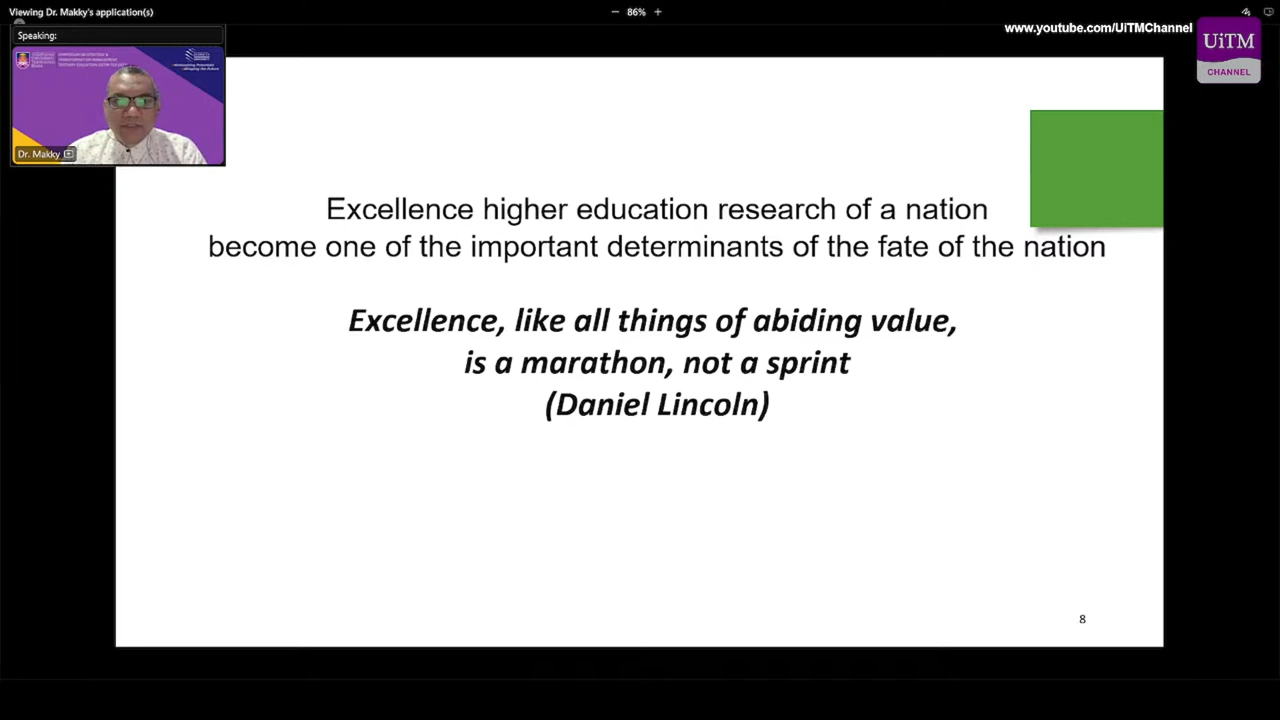 Viewing Dr. Makky's application(s)
86%
www.youtube.com/UiTMChannel
UiTM
CHANNEL
Speaking:
Dr. Makky
Excellence higher education research of a nation
become one of the important determinants of the fate of the nation
Excellence, like all things of abiding value,
is a marathon, not a sprint
(Daniel Lincoln)
8